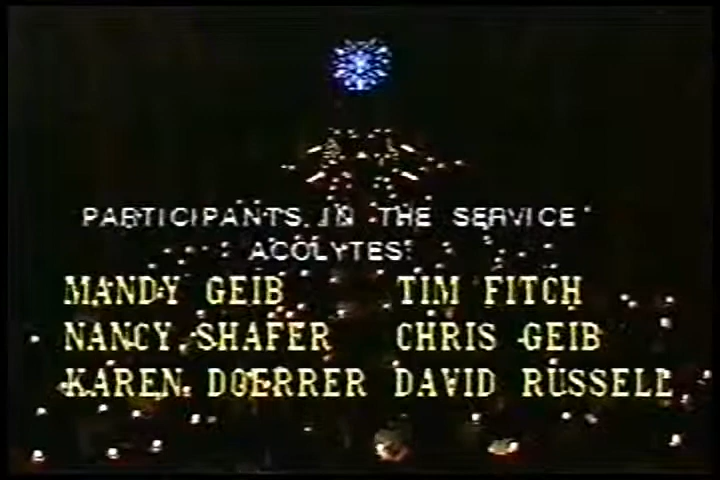 PARTICIPANTS IN THE SERVICE
ACOLYTES:
MANDY GEIB TIM FITCH
NANCY SHAFER CHRIS GEIB
KAREN DOERRER DAVID RUSSELL